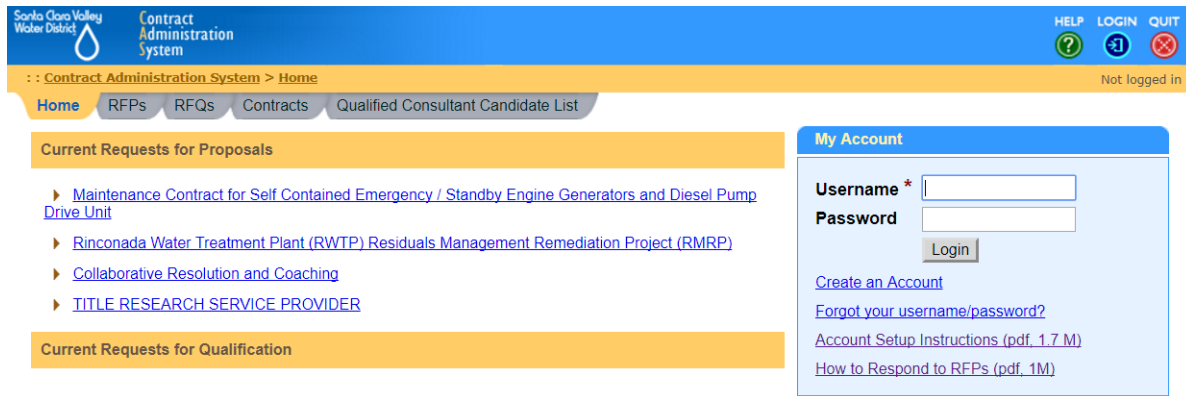 Santa Clara Valley
Water District
Contract
Administration
System
HELP LOGIN QUIT
: : Contract Administration System > Home
Not logged in
Home RFPs RFQs Contracts Qualified Consultant Candidate List
Current Requests for Proposals
Maintenance Contract for Self Contained Emergency / Standby Engine Generators and Diesel Pump
Drive Unit
Rinconada Water Treatment Plant (RWTP) Residuals Management Remediation Project (RMRP)
Collaborative Resolution and Coaching
TITLE RESEARCH SERVICE PROVIDER
Current Requests for Qualification
My Account
Username *
Password
Login
Create an Account
Forgot your username/password?
Account Setup Instructions (pdf, 1.7 M)
How to Respond to RFPs (pdf, 1M)